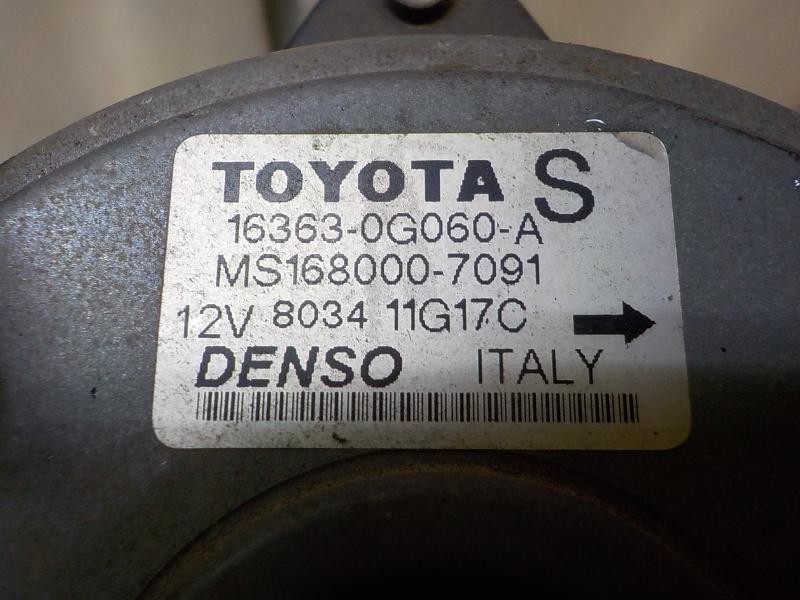 TOYOTA S
16363-0G060-A
MS168000-7091
12V 8034 11G17C
DENSO ITALY